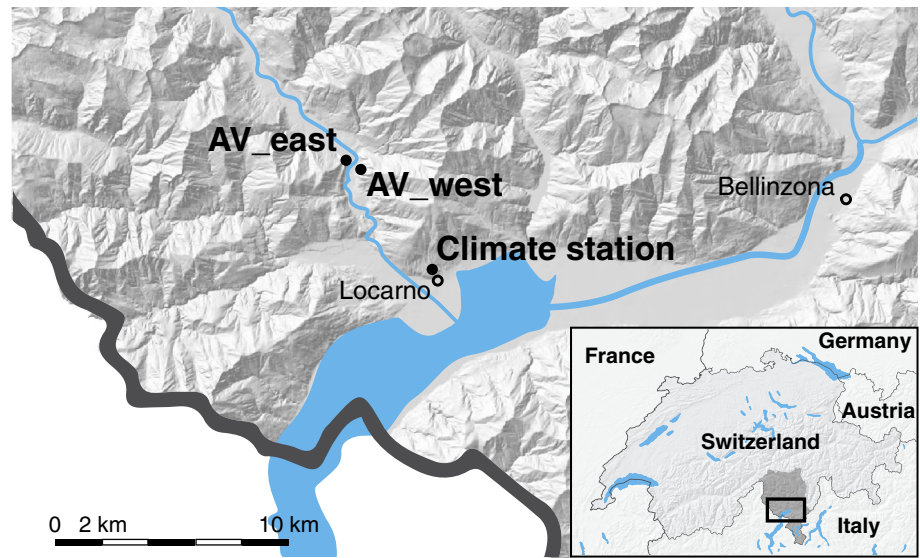 AV_east
AV_west
Bellinzona
Climate station
Locarno
Germany
France
Austria
Switzerland
Italy
0 2 km 10 km